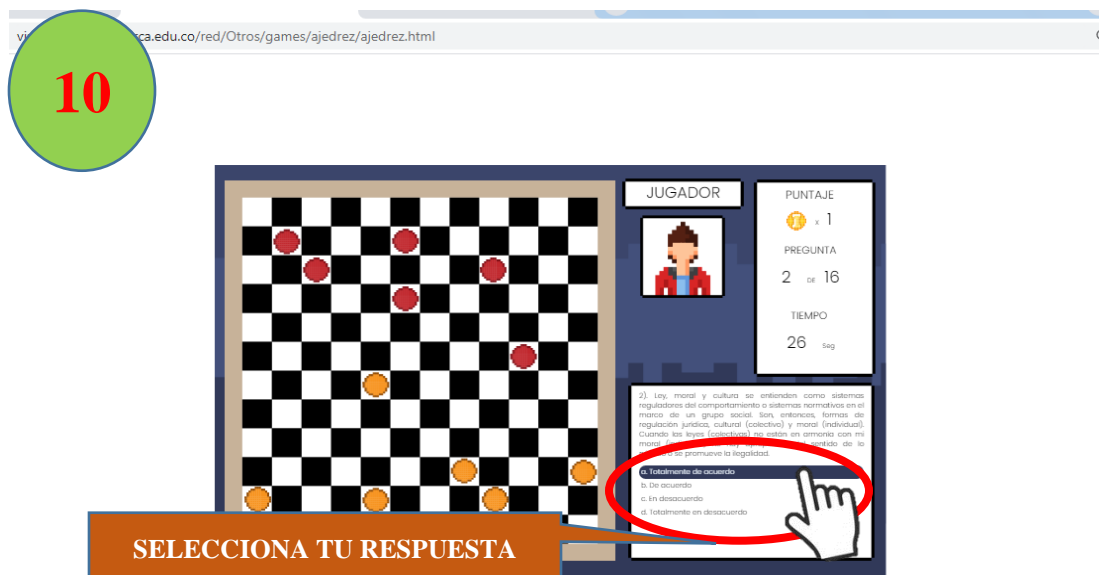 ca.edu.co/red/Otros/games/ajedrez/ajedrez.html
10
JUGADOR
PUNTAJE
x 1
PREGUNTA
2 DE 16
TIEMPO
26 Seg
2). Ley, moral y cultura se entienden como sistemas
reguladores del comportamiento o sistemas normativos en el
marco de un grupo social. Son, entonces, formas de
regulación jurídica, cultural (colectivo) y moral (individual).
Cuando las leyes (colectivas) no están en armonía con mi
moral sentido de lo
o se promueve la ilegalidad.
a. Totalmente de acuerdo
b. De acuerdo
c. En desacuerdo
d. Totalmente en desacuerdo
SELECCIONA TU RESPUESTA